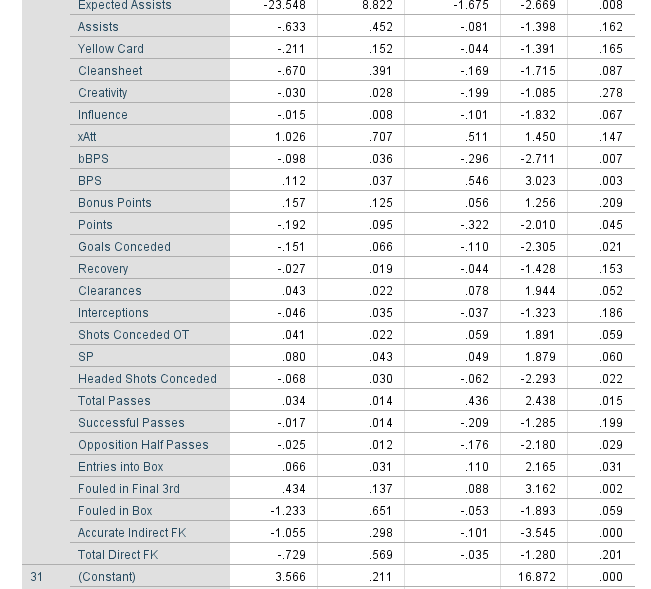 Expected Assists -23.548 8.822 -1.675 -2.669 .008
Assists -.633 .452 -.081 -1.398 .162
Yellow Card -.211 .152 -.044 -1.391 .165
Cleansheet -.670 .391 -.169 -1.715 .087
Creativity -.030 .028 -.199 -1.085 .278
Influence -.015 .008 -.101 -1.832 .067
xAtt 1.026 .707 .511 1.450 .147
bBPS -.098 .036 -.296 -2.711 .007
BPS .112 .037 .546 3.023 .003
Bonus Points .157 .125 .056 1.256 .209
Points -.192 .095 -.322 -2.010 .045
Goals Conceded -.151 .066 -.110 -2.305 .021
Recovery -.027 .019 -.044 -1.428 .153
Clearances .043 .022 .078 1.944 .052
Interceptions -.046 .035 -.037 -1.323 .186
Shots Conceded OT .041 .022 .059 1.891 .059
SP .080 .043 .049 1.879 .060
Headed Shots Conceded -.068 .030 -.062 -2.293 .022
Total Passes .034 .014 .436 2.438 .015
Successful Passes -.017 .014 -.209 -1.285 .199
Opposition Half Passes -.025 .012 -.176 -2.180 .029
Entries into Box .066 .031 .110 2.165 .031
Fouled in Final 3rd .434 .137 .088 3.162 .002
Fouled in Box -1.233 .651 -.053 -1.893 .059
Accurate Indirect FK -1.055 .298 -.101 -3.545 .000
Total Direct FK -.729 .569 -.035 -1.280 .201
31 (Constant) 3.566 .211 16.872 .000